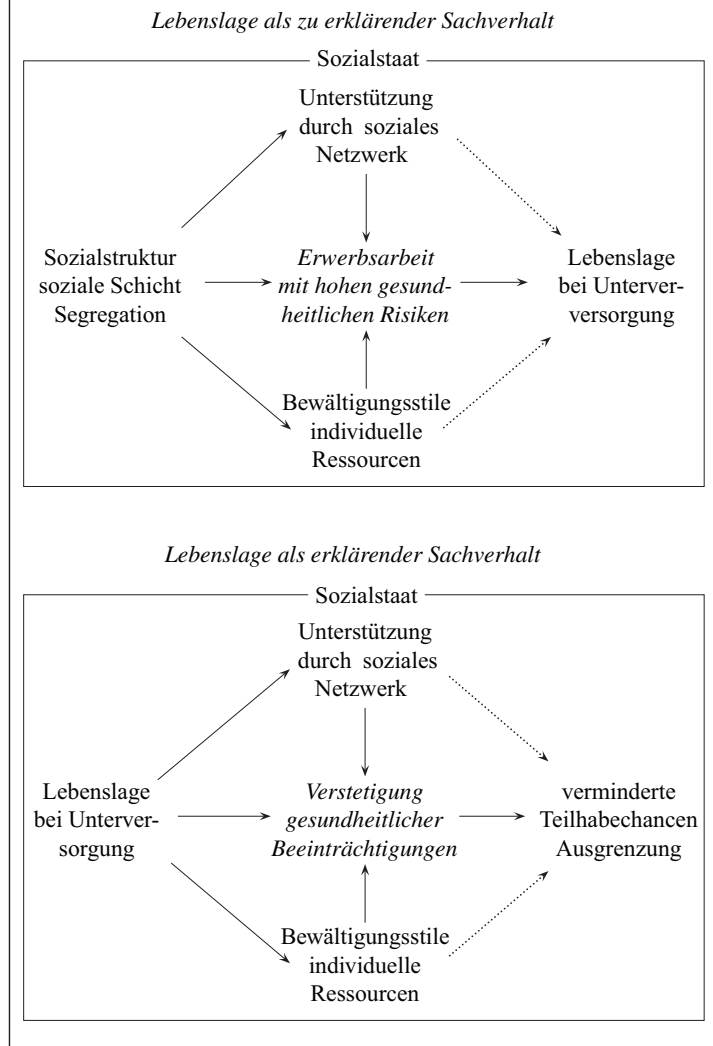 Lebenslage als zu erklärender Sachverhalt
Sozialstaat
Unterstützung
durch soziales
Netzwerk
Sozialstruktur
soziale Schicht
Segregation
Erwerbsarbeit
mit hohen gesund-
heitlichen Risiken
Lebenslage
bei Unterver-
versorgung
Bewältigungsstile
individuelle
Ressourcen
Lebenslage als erklärender Sachverhalt
Sozialstaat
Unterstützung
durch soziales
Netzwerk
Lebenslage
bei Unterver-
sorgung
Verstetigung
gesundheitlicher
Beeinträchtigungen
verminderte
Teilhabechancen
Ausgrenzung
Bewältigungsstile
individuelle
Ressourcen